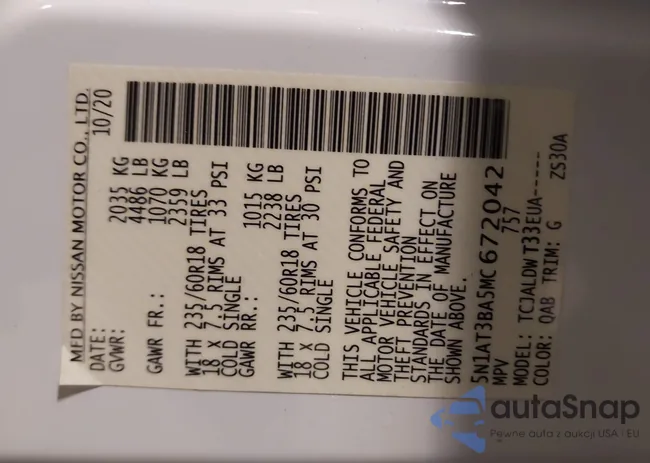 MFD BY NISSAN MOTOR CO., LTD.
DATE: 10/20
GVWR: 2035 KG
4486 LB
GAWR FR.: 1070 KG
2359 LB
WITH 235/60R18 TIRES
18 X 7.5 RIMS AT 33 PSI
COLD SINGLE
GAWR RR.: 1015 KG
2238 LB
WITH 235/60R18 TIRES
18 X 7.5 RIMS AT 30 PSI
COLD SINGLE
THIS VEHICLE CONFORMS TO
ALL APPLICABLE FEDERAL
MOTOR VEHICLE SAFETY AND
THEFT PREVENTION
STANDARDS IN EFFECT ON
THE DATE OF MANUFACTURE
SHOWN ABOVE.
5N1AT3BA5MC672042
MPV 757
MODEL: TCJALDWT33EUA-----
COLOR: QAB TRIM: G ZS30A
autaSnap
Pewne auta z aukcji USA - EU